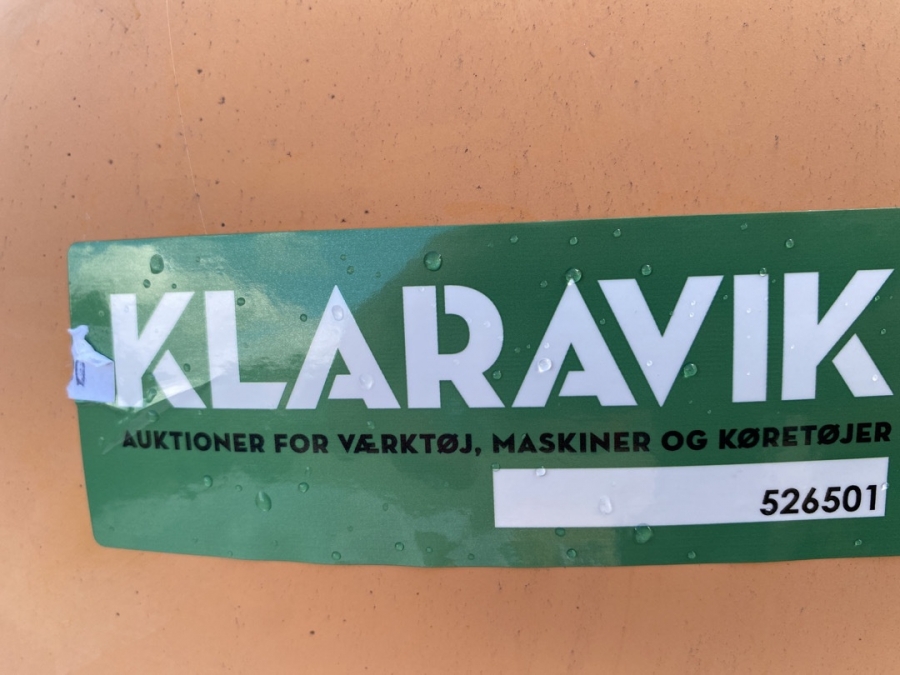 KLARAVIK
AUKTIONER FOR VÆRKTØJ, MASKINER OG KØRETØJER
526501